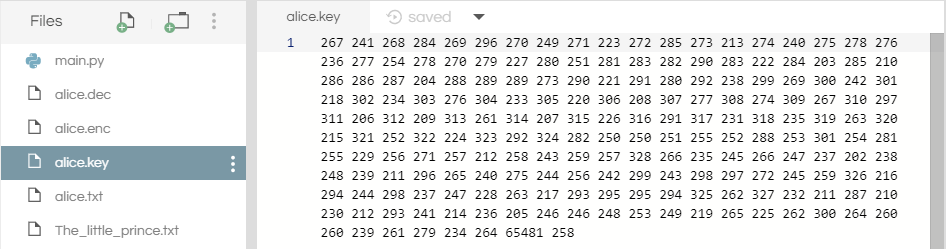 Files
main.py
alice.dec
alice.enc
alice.key
alice.txt
The_little_prince.txt
alice.key saved
1 267 241 268 284 269 296 270 249 271 223 272 285 273 213 274 240 275 278 276
236 277 254 278 270 279 227 280 251 281 283 282 290 283 222 284 203 285 210
286 286 287 204 288 289 289 273 290 221 291 280 292 238 299 269 300 242 301
218 302 234 303 276 304 233 305 220 306 208 307 277 308 274 309 267 310 297
311 206 312 209 313 261 314 207 315 226 316 291 317 231 318 235 319 263 320
215 321 252 322 224 323 292 324 282 250 250 251 255 252 288 253 301 254 281
255 229 256 271 257 212 258 243 259 257 328 266 235 245 266 247 237 202 238
248 239 211 296 265 240 275 244 256 242 299 243 298 297 272 245 259 326 216
294 244 298 237 247 228 263 217 293 295 295 294 325 262 327 232 211 287 210
230 212 293 241 214 236 205 246 246 248 253 249 219 265 225 262 300 264 260
260 239 261 279 234 264 65481 258